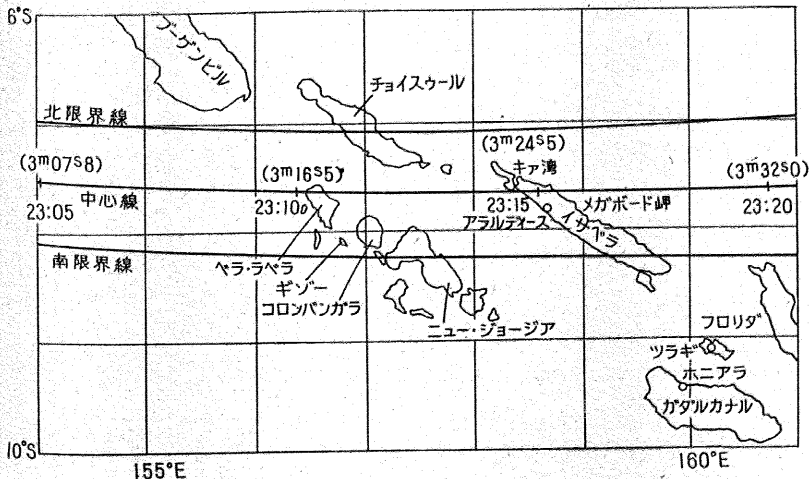 6°S
ブーゲンビル
チョイスゥール
北限界線
(3ᵐ24ˢ5)
(3ᵐ07ˢ8)
(3ᵐ16ˢ5)
キァ湾
(3ᵐ32ˢ0)
中心線
メガボード岬
23:05
23:10
23:15
23:20
アラルディース
イサベラ
南限界線
ベラ・ラベラ
ギゾー
コロンバンガラ
ニュー・ジョージア
フロリダ
ツラギ
ホニアラ
ガダルカナル
10°S
155°E
160°E